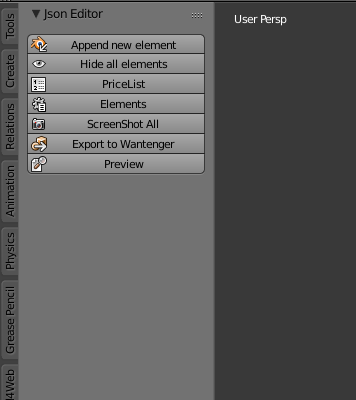 Json Editor
User Persp
Append new element
Hide all elements
PriceList
Elements
ScreenShot All
Export to Wantenger
Preview
Tools
Create
Relations
Animation
Physics
Grease Pencil
4Web